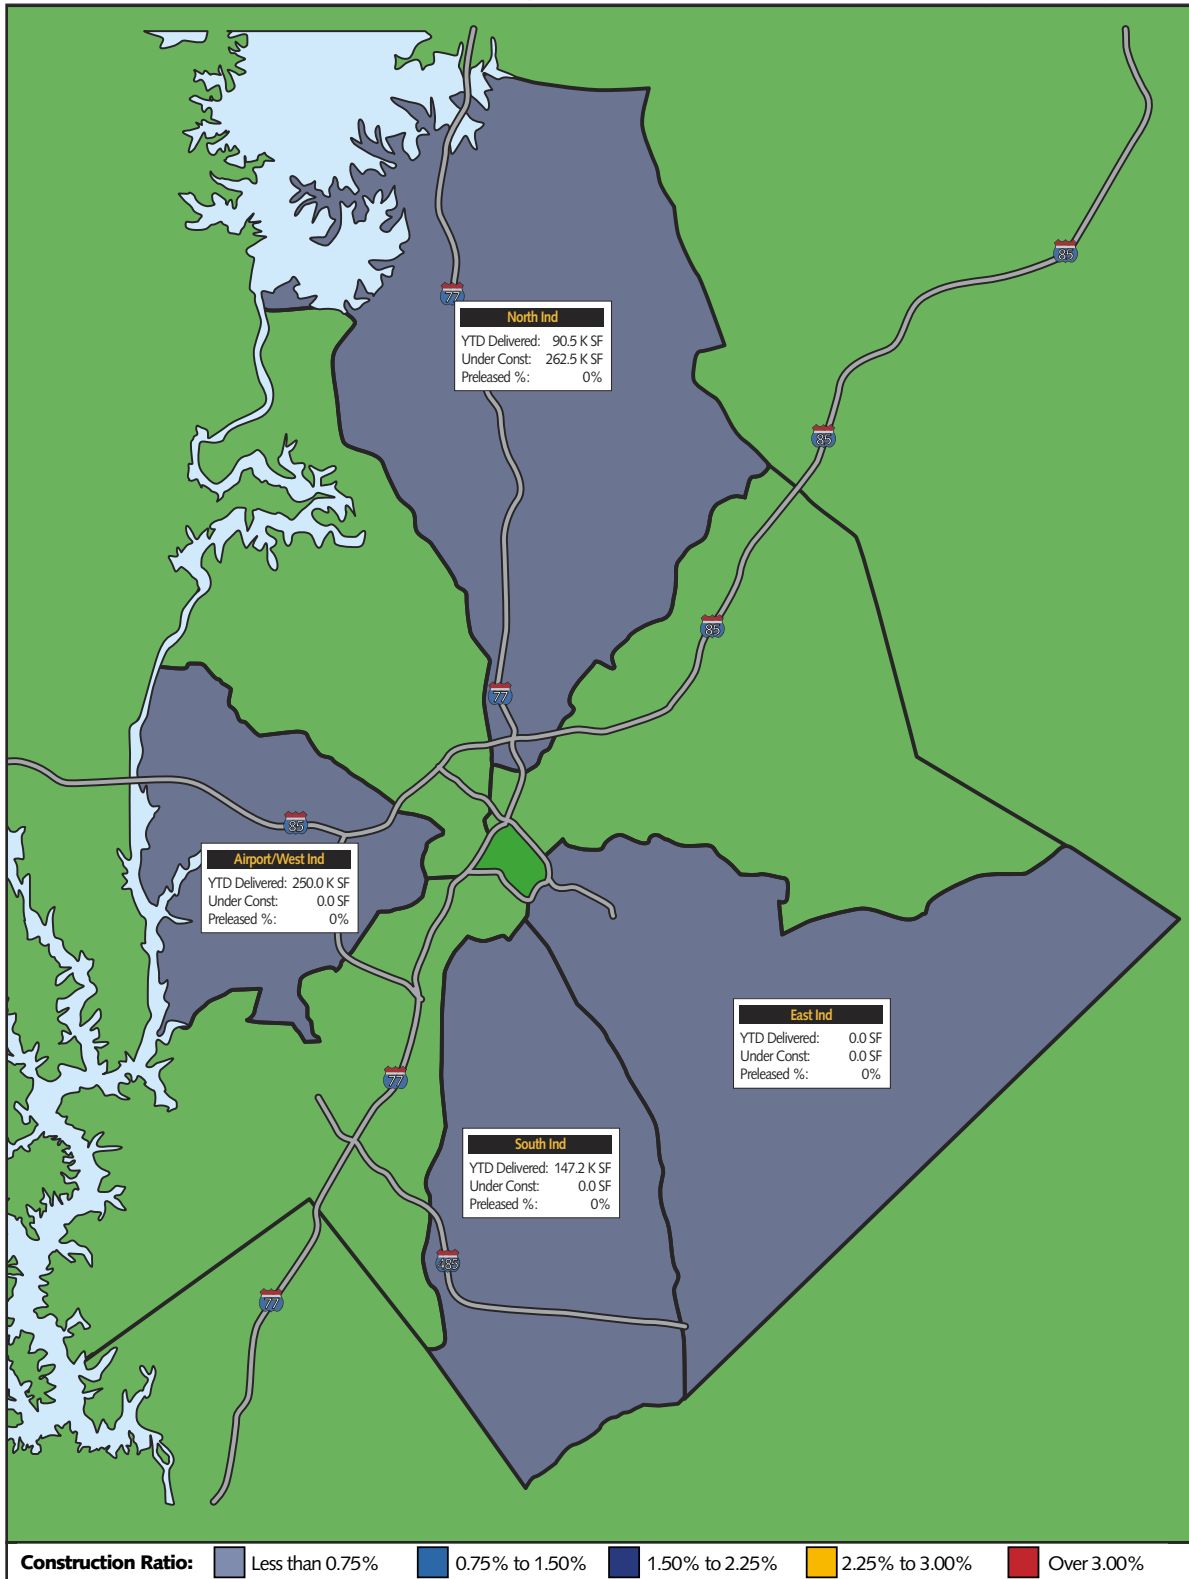 77
85
North Ind
YTD Delivered: 90.5 K SF
Under Const: 262.5 K SF
Preleased %: 0%
85
85
77
85
Airport/West Ind
YTD Delivered: 250.0 K SF
Under Const: 0.0 SF
Preleased %: 0%
East Ind
YTD Delivered: 0.0 SF
Under Const: 0.0 SF
Preleased %: 0%
77
South Ind
YTD Delivered: 147.2 K SF
Under Const: 0.0 SF
Preleased %: 0%
485
77
Construction Ratio: Less than 0.75% 0.75% to 1.50% 1.50% to 2.25% 2.25% to 3.00% Over 3.00%